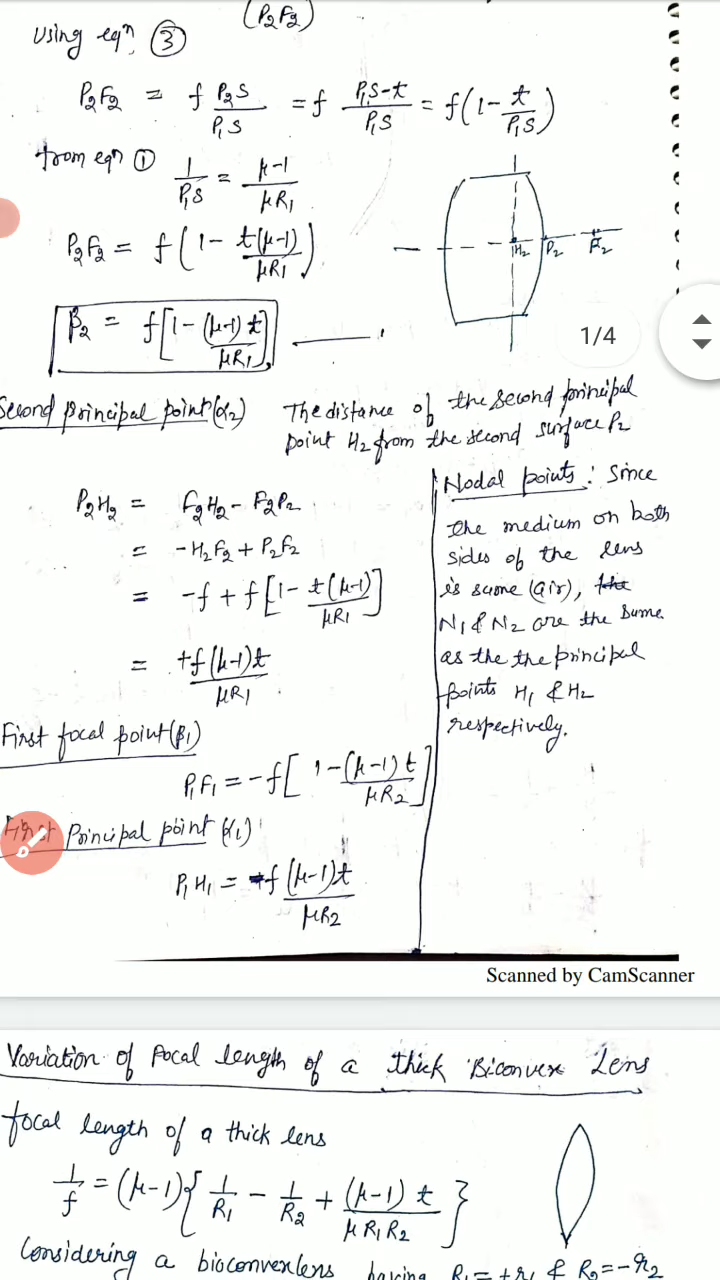 (P₂F₂)
Using eqn ③
P₂F₂ = f P₂S/P₁S = f P₁S-t/P₁S = f(1- t/P₁S)
from eqn ① 1/P₁S = μ-1/μR₁
P₂F₂ = f(1- t(μ-1)/μR₁)
H₂ P₂ F₂
β₂ = f[1-(μ-1)t/μR₁]
1/4
Second principal point(α₂) The distance of the second principal
point H₂ from the second surface P₂
P₂H₂ = F₂H₂- F₂P₂
= -H₂F₂+P₂F₂
= -f+f[1- t(μ-1)/μR₁]
= +f(μ-1)t/μR₁
First focal point(β₁)
P₁F₁ = -f[1-(μ-1)t/μR₂]
First Principal point (α₁)
P₁H₁ = f(μ-1)t/μR₂
Nodal points: Since
the medium on both
sides of the lens
is same (air), the
N₁ & N₂ are the same
as the the principal
points H₁ & H₂
respectively.
Scanned by CamScanner
Variation of Focal length of a thick Biconvex Lens
focal length of a thick lens
1/f = (μ-1){1/R₁ - 1/R₂ + (μ-1)t/μR₁R₂}
Considering a bioconvexlens having R₁=+r₁ & R₂=-r₂